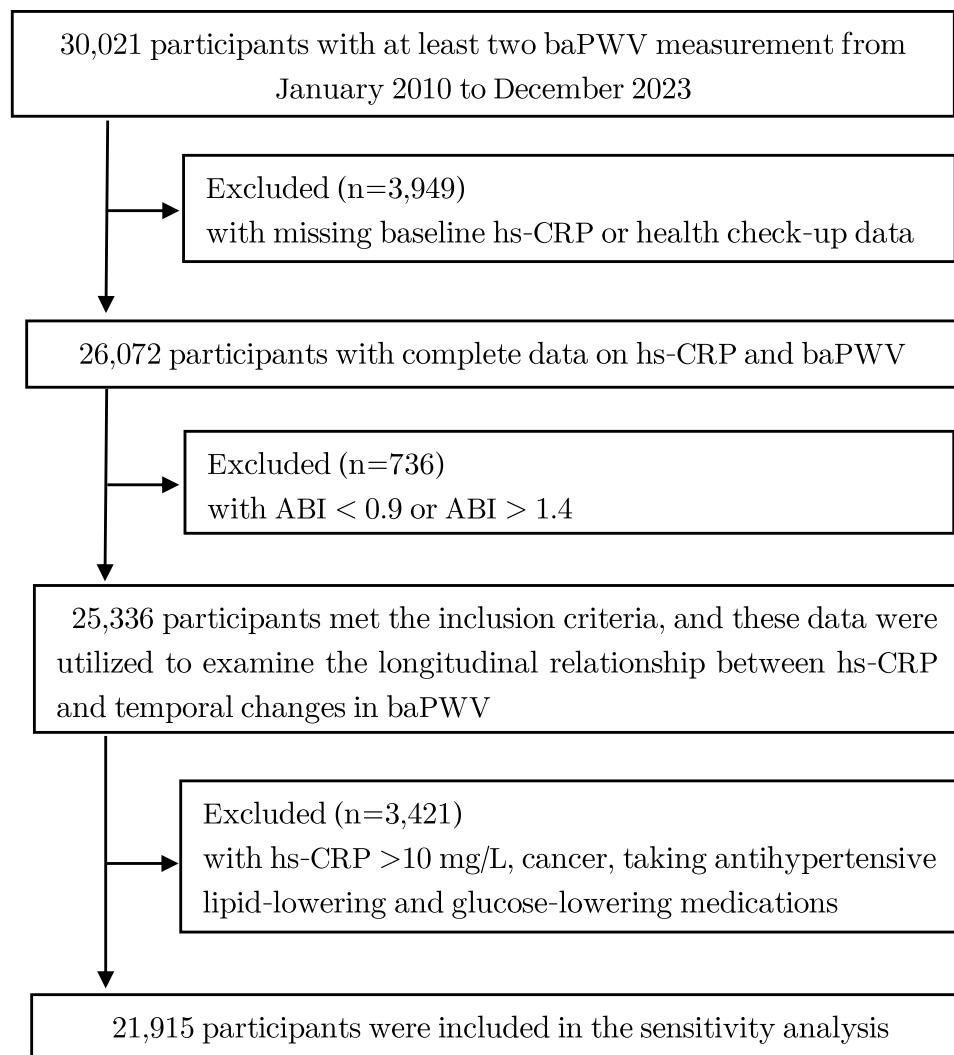 30,021 participants with at least two baPWV measurement from
January 2010 to December 2023
Excluded (n=3,949)
with missing baseline hs-CRP or health check-up data
26,072 participants with complete data on hs-CRP and baPWV
Excluded (n=736)
with ABI < 0.9 or ABI > 1.4
25,336 participants met the inclusion criteria, and these data were
utilized to examine the longitudinal relationship between hs-CRP
and temporal changes in baPWV
Excluded (n=3,421)
with hs-CRP >10 mg/L, cancer, taking antihypertensive
lipid-lowering and glucose-lowering medications
21,915 participants were included in the sensitivity analysis